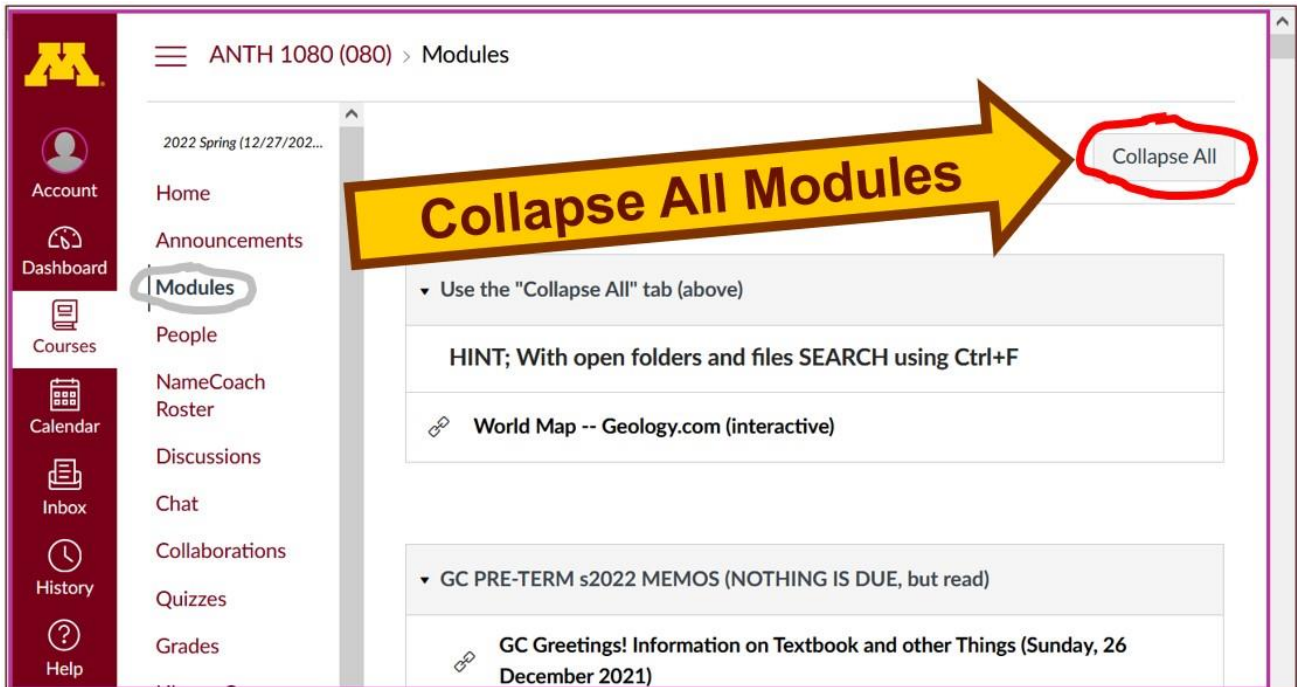 M
ANTH 1080 (080) > Modules
Account
Dashboard
Courses
Calendar
Inbox
History
Help
2022 Spring (12/27/202...
Home
Announcements
Modules
People
NameCoach
Roster
Discussions
Chat
Collaborations
Quizzes
Grades
Collapse All Modules
Collapse All
Use the "Collapse All" tab (above)
HINT; With open folders and files SEARCH using Ctrl+F
World Map -- Geology.com (interactive)
GC PRE-TERM s2022 MEMOS (NOTHING IS DUE, but read)
GC Greetings! Information on Textbook and other Things (Sunday, 26
December 2021)